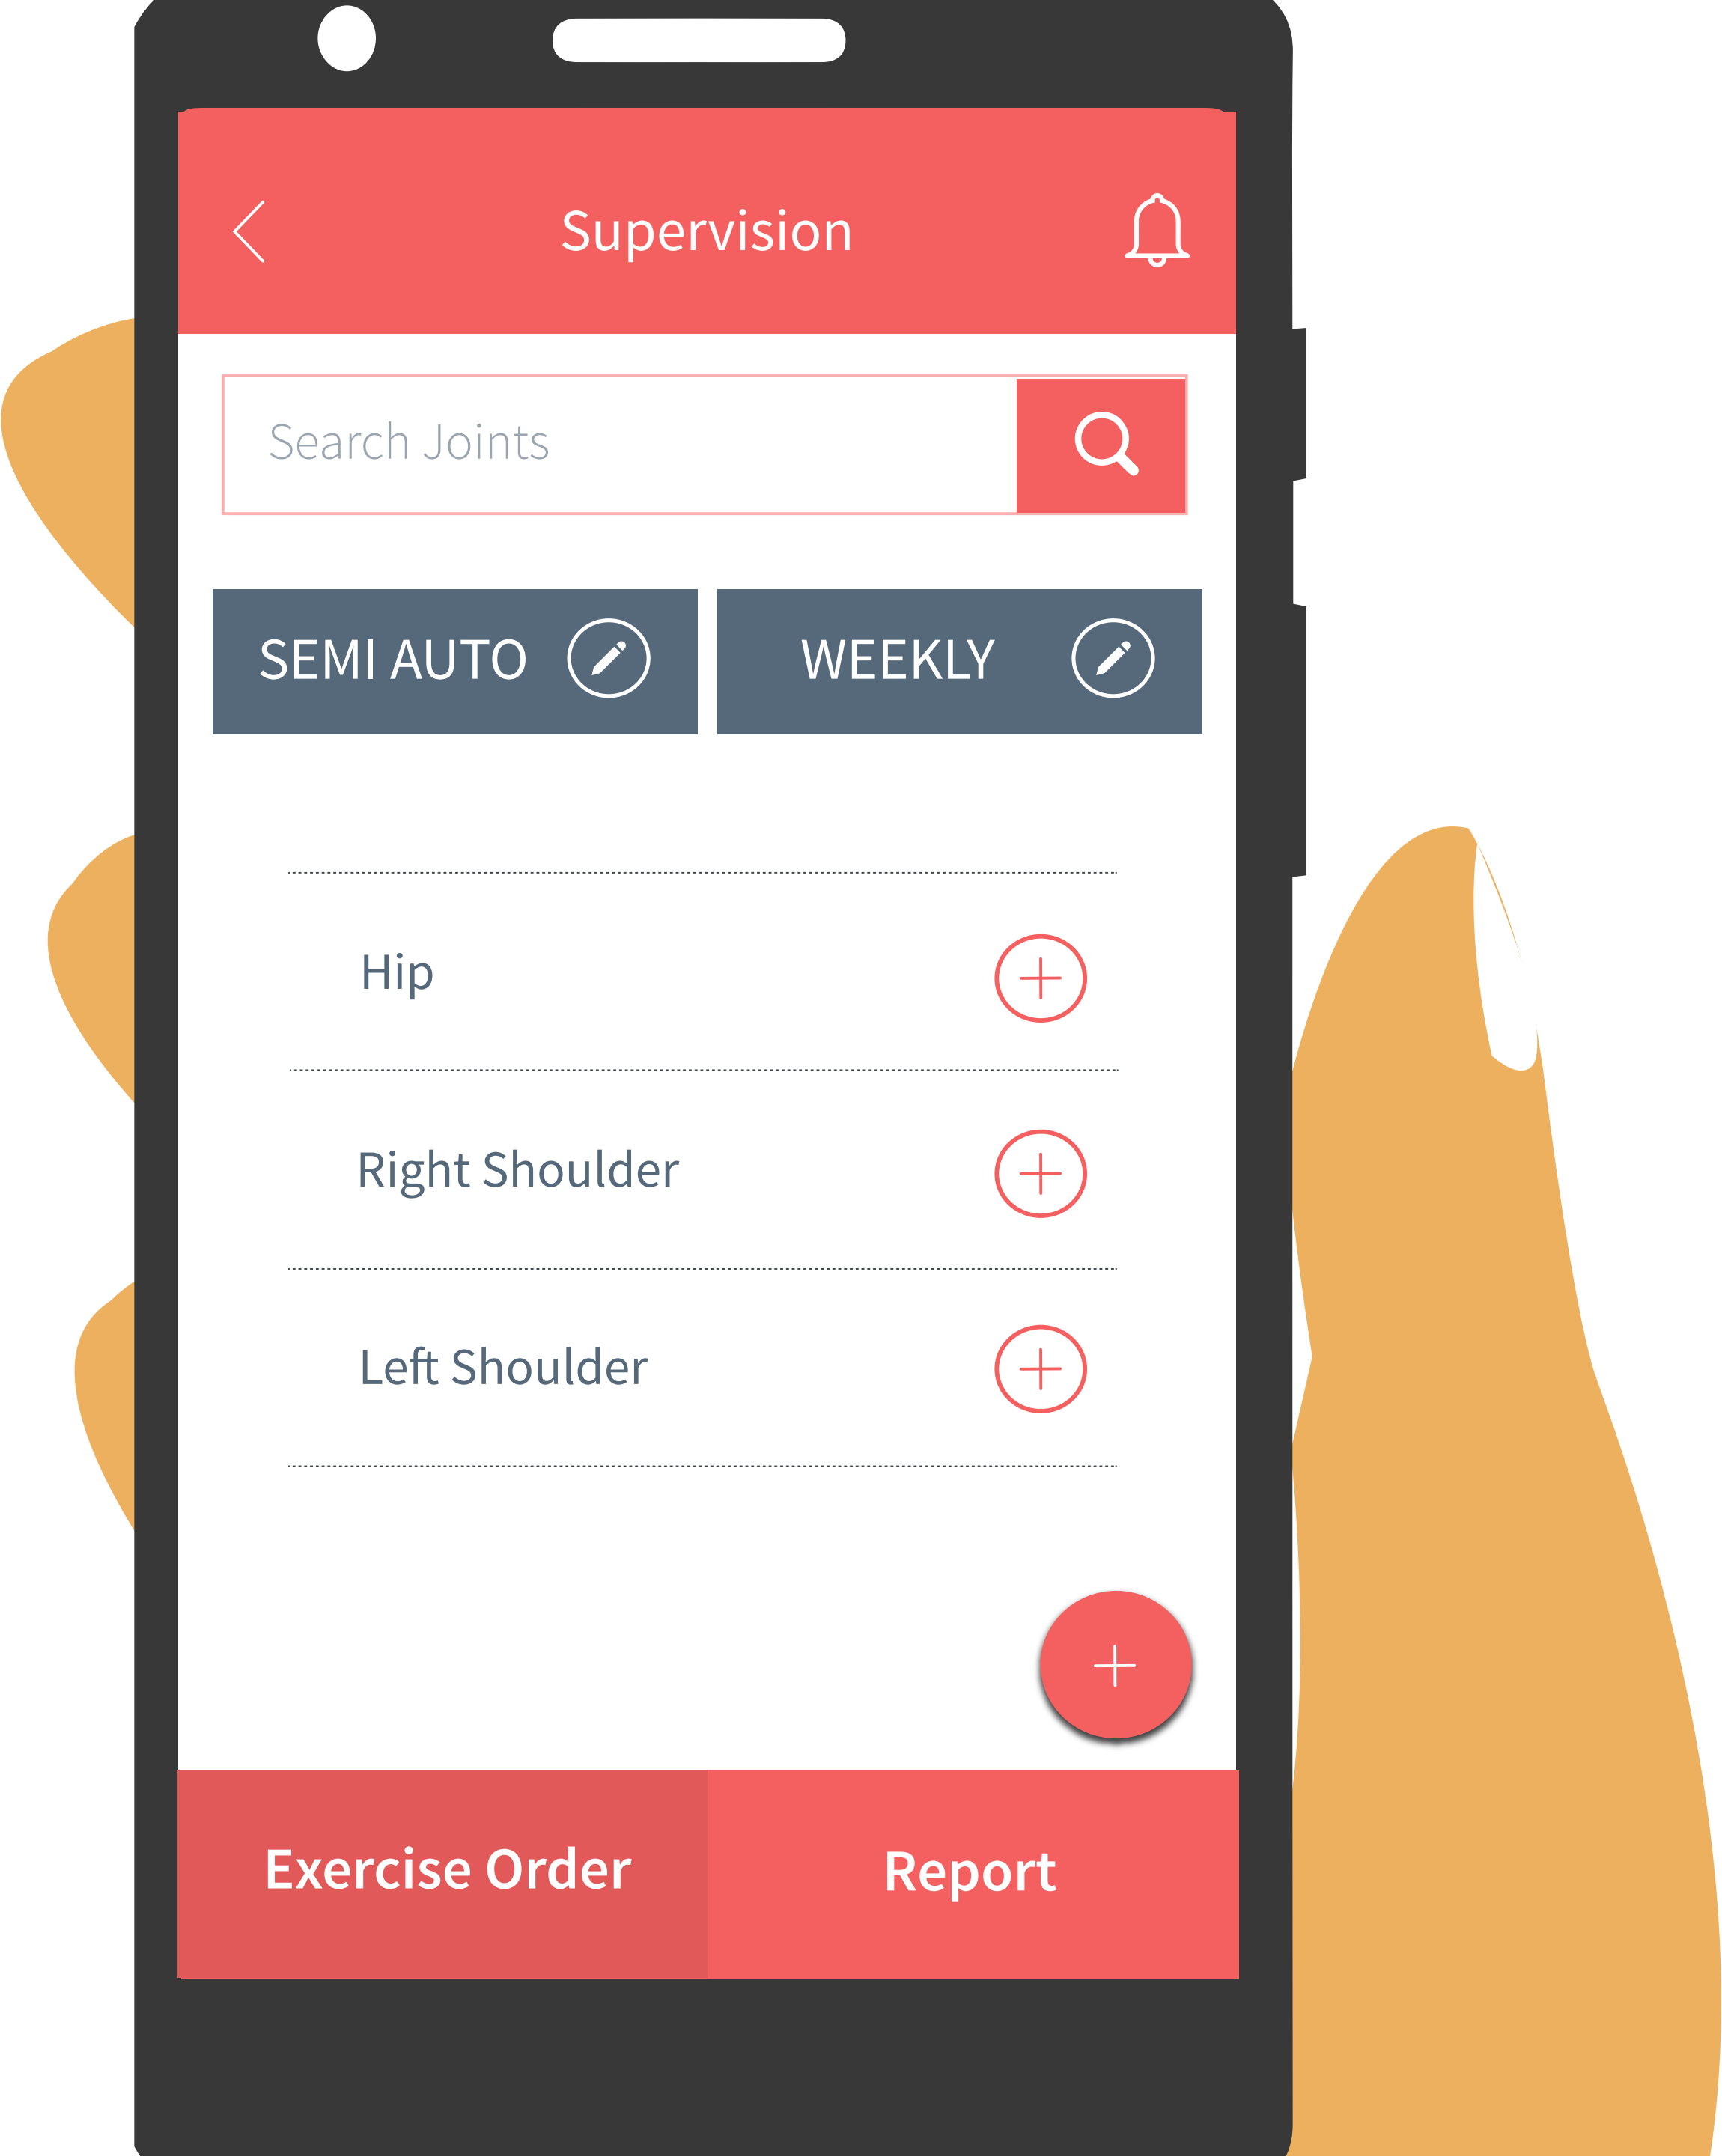 Supervision
Search Joints
SEMI AUTO
WEEKLY
Hip
Right Shoulder
Left Shoulder
Exercise Order
Report